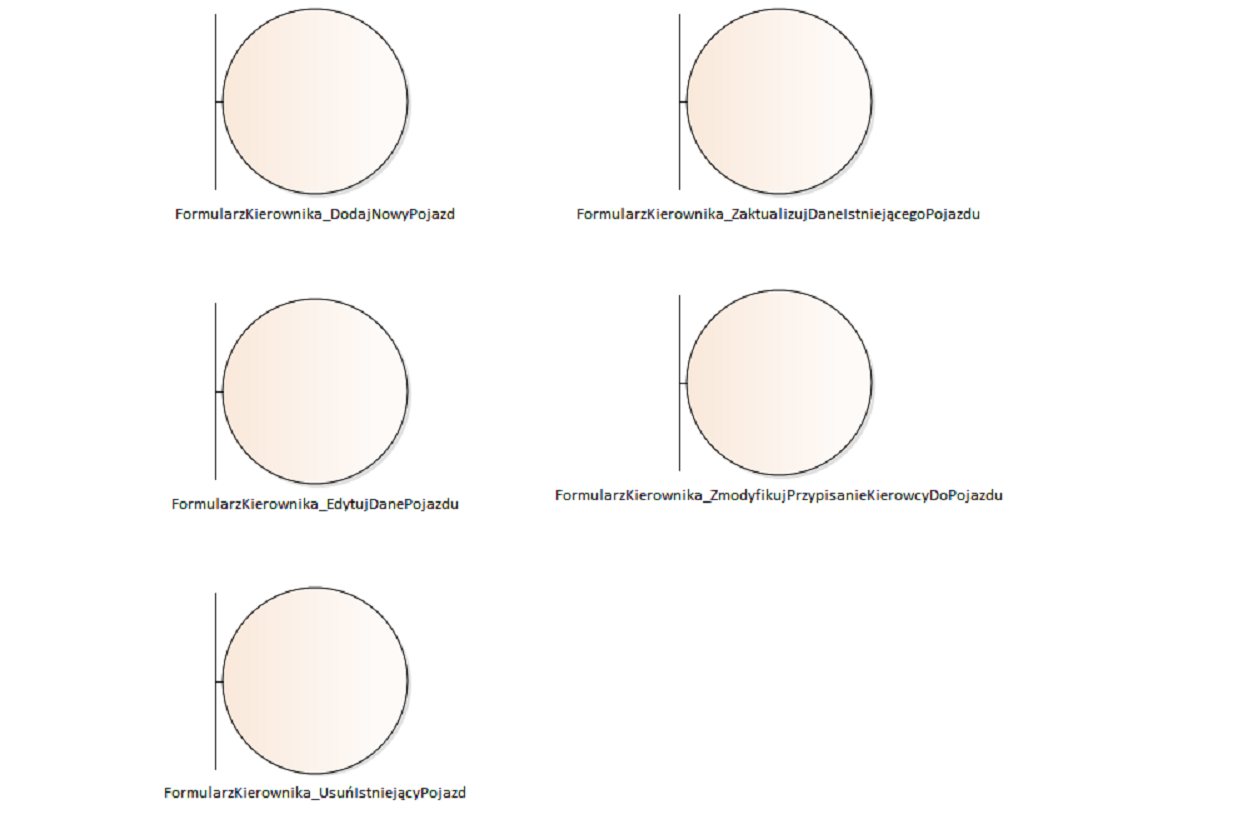 FormularzKierownika_DodajNowyPojazd
FormularzKierownika_ZaktualizujDaneIstniejącegoPojazdu
FormularzKierownika_EdytujDanePojazdu
FormularzKierownika_ZmodyfikujPrzypisanieKierowcyDoPojazdu
FormularzKierownika_UsuńIstniejącyPojazd